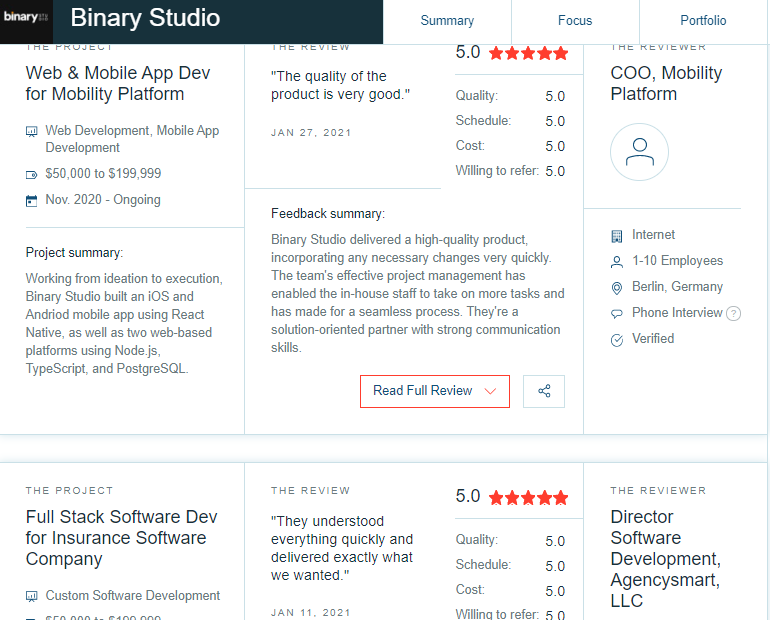 binary
Binary Studio
Summary
Focus
Portfolio
THE PROJECT
Web & Mobile App Dev
for Mobility Platform
Web Development, Mobile App
Development
$50,000 to $199,999
Nov. 2020 - Ongoing
Project summary:
Working from ideation to execution,
Binary Studio built an iOS and
Andriod mobile app using React
Native, as well as two web-based
platforms using Node.js,
TypeScript, and PostgreSQL.
THE REVIEW
"The quality of the
product is very good."
JAN 27, 2021
5.0
Quality: 5.0
Schedule: 5.0
Cost: 5.0
Willing to refer: 5.0
Feedback summary:
Binary Studio delivered a high-quality product,
incorporating any necessary changes very quickly.
The team's effective project management has
enabled the in-house staff to take on more tasks and
has made for a seamless process. They're a
solution-oriented partner with strong communication
skills.
Read Full Review
THE REVIEWER
COO, Mobility
Platform
Internet
1-10 Employees
Berlin, Germany
Phone Interview ?
Verified
THE PROJECT
Full Stack Software Dev
for Insurance Software
Company
Custom Software Development
$50,000 to $199,999
THE REVIEW
"They understood
everything quickly and
delivered exactly what
we wanted."
JAN 11, 2021
5.0
Quality: 5.0
Schedule: 5.0
Cost: 5.0
Willing to refer: 5.0
THE REVIEWER
Director
Software
Development,
Agencysmart,
LLC